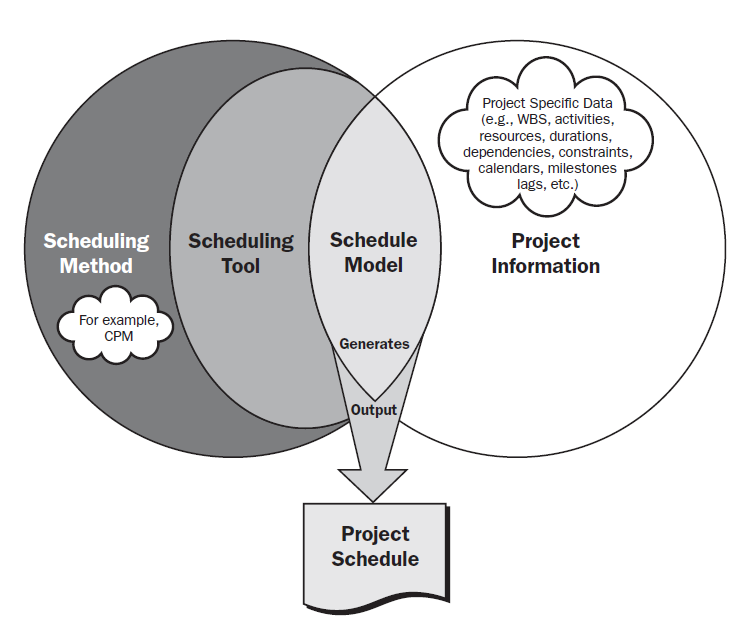 Project Specific Data
(e.g., WBS, activities,
resources, durations,
dependencies, constraints,
calendars, milestones
lags, etc.)
Scheduling
Method
Scheduling
Tool
Schedule
Model
Project
Information
For example,
CPM
Generates
Output
Project
Schedule